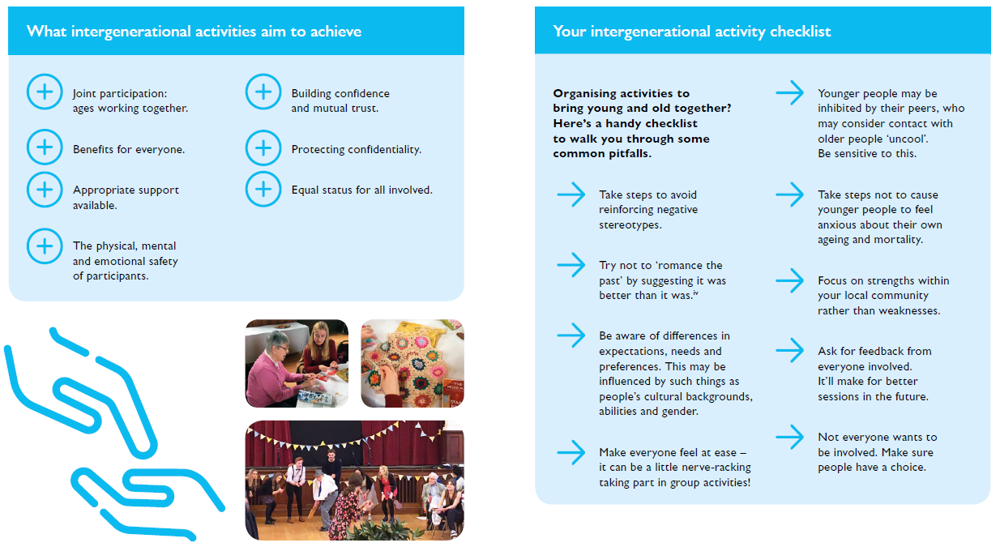 What intergenerational activities aim to achieve
Joint participation:
ages working together.
Benefits for everyone.
Appropriate support
available.
The physical, mental
and emotional safety
of participants.
Building confidence
and mutual trust.
Protecting confidentiality.
Equal status for all involved.
Your intergenerational activity checklist
Organising activities to
bring young and old together?
Here’s a handy checklist
to walk you through some
common pitfalls.
Take steps to avoid
reinforcing negative
stereotypes.
Try not to ‘romance the
past’ by suggesting it was
better than it was.iv
Be aware of differences in
expectations, needs and
preferences. This may be
influenced by such things as
people’s cultural backgrounds,
abilities and gender.
Make everyone feel at ease –
it can be a little nerve-racking
taking part in group activities!
Younger people may be
inhibited by their peers, who
may consider contact with
older people ‘uncool’.
Be sensitive to this.
Take steps not to cause
younger people to feel
anxious about their own
ageing and mortality.
Focus on strengths within
your local community
rather than weaknesses.
Ask for feedback from
everyone involved.
It’ll make for better
sessions in the future.
Not everyone wants to
be involved. Make sure
people have a choice.